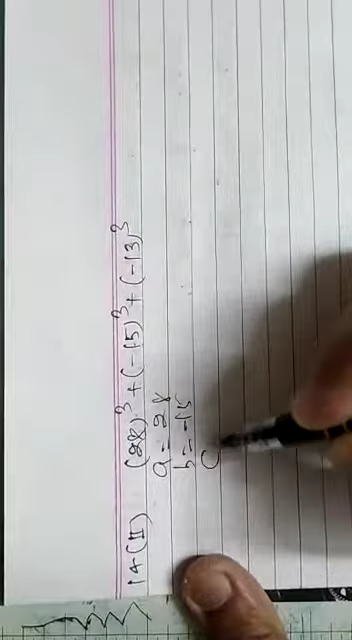 14(II) (28)³+(-15)³+(-13)³
a = 28
b = -15
C